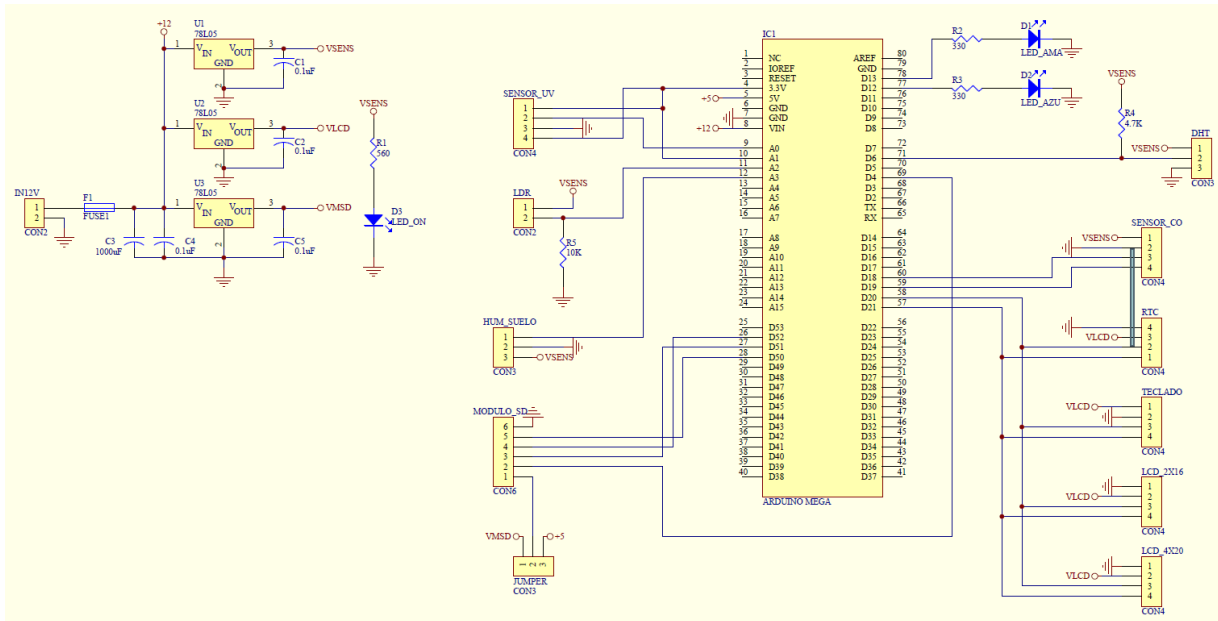 +12
U1
78L05
1
VIN
VOUT
3
VSENS
GND
2
C1
0.1uF
U2
78L05
1
VIN
VOUT
3
VLCD
GND
2
C2
0.1uF
U3
78L05
1
VIN
VOUT
3
VMSD
GND
2
C5
0.1uF
IN12V
1
2
CON2
F1
FUSE1
C3
1000uF
C4
0.1uF
VSENS
R1
560
D3
LED_ON
SENSOR_UV
1
2
3
4
CON4
LDR
1
2
CON2
VSENS
R5
10K
HUM_SUELO
1
2
3
CON3
VSENS
MODULO_SD
6
5
4
3
2
1
CON6
VMSD
+5
1 2 3
JUMPER
CON3
+5
+12
IC1
1 NC
2 IOREF
3 RESET
4 3.3V
5 5V
6 GND
7 GND
8 VIN
9 A0
10 A1
11 A2
12 A3
13 A4
14 A5
15 A6
16 A7
17 A8
18 A9
19 A10
20 A11
21 A12
22 A13
23 A14
24 A15
25 D53
26 D52
27 D51
28 D50
29 D49
30 D48
31 D47
32 D46
33 D45
34 D44
35 D43
36 D42
37 D41
38 D40
39 D39
40 D38
AREF 80
GND 79
D13 78
D12 77
D11 76
D10 75
D9 74
D8 73
D7 72
D6 71
D5 70
D4 69
D3 68
D2 67
TX 66
RX 65
D14 64
D15 63
D16 62
D17 61
D18 60
D19 59
D20 58
D21 57
D22 56
D23 55
D24 54
D25 53
D26 52
D27 51
D28 50
D29 49
D30 48
D31 47
D32 46
D33 45
D34 44
D35 43
D36 42
D37 41
ARDUINO MEGA
R2
330
D1
LED_AMA
R3
330
D2
LED_AZU
VSENS
R4
4.7K
DHT
VSENS
1
2
3
CON3
SENSOR_CO
VSENS
1
2
3
4
CON4
RTC
VLCD
4
3
2
1
CON4
TECLADO
VLCD
1
2
3
4
CON4
LCD_2X16
VLCD
1
2
3
4
CON4
LCD_4X20
VLCD
1
2
3
4
CON4